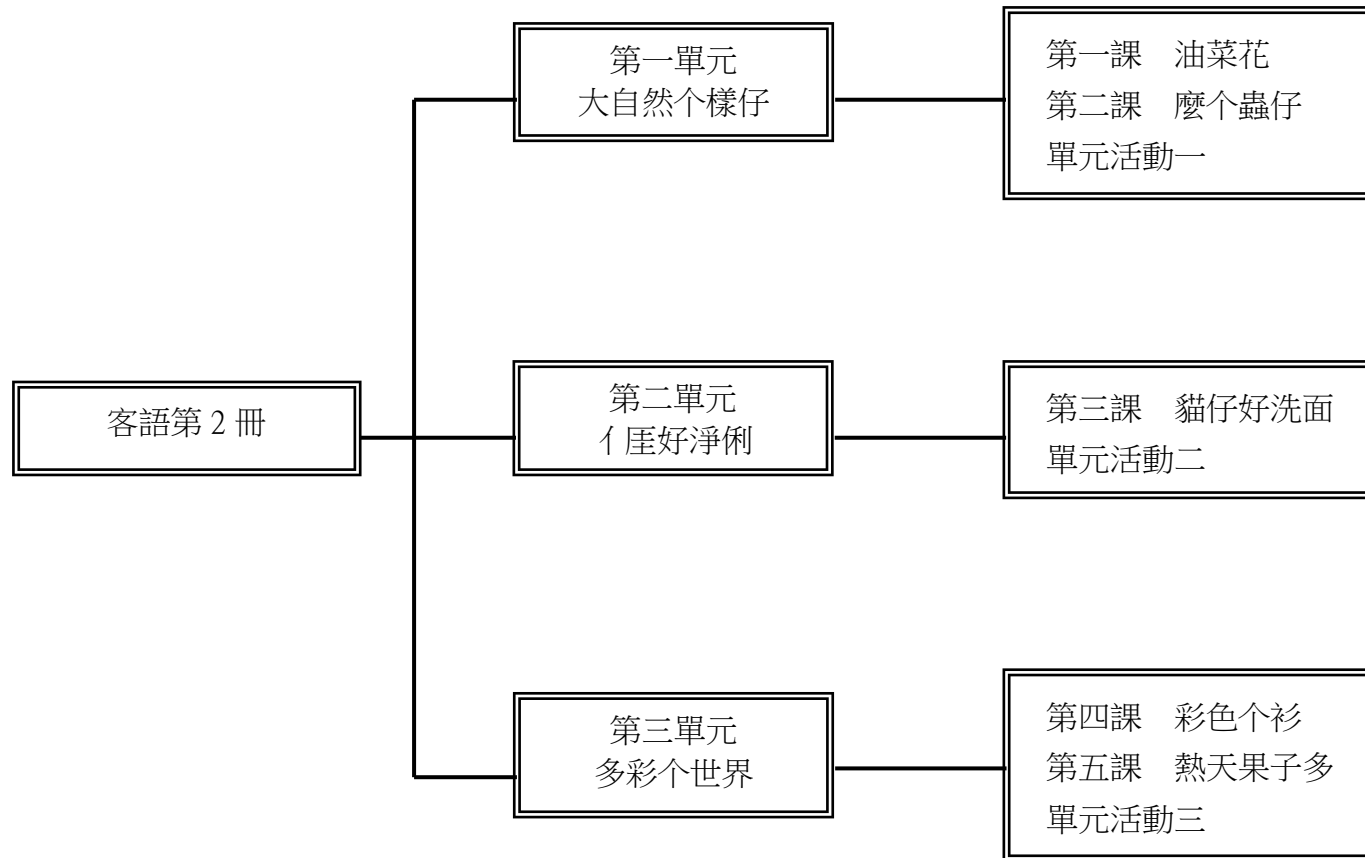 客語第 2 冊
第一單元
大自然个樣仔
第一課　油菜花
第二課　麼个蟲仔
單元活動一
第二單元
亻厓好淨俐
第三課　貓仔好洗面
單元活動二
第三單元
多彩个世界
第四課　彩色个衫
第五課　熱天果子多
單元活動三